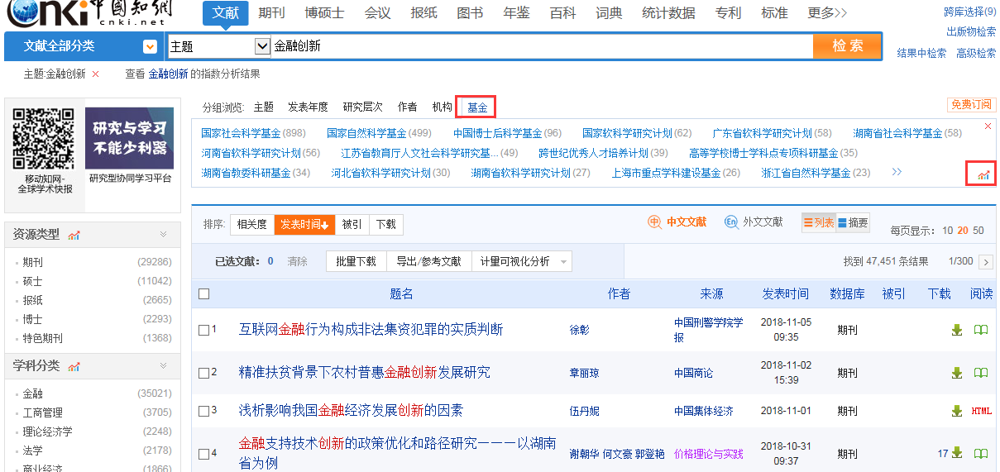 cnki 中国知网
cnki.net
文献 期刊 博硕士 会议 报纸 图书 年鉴 百科 词典 统计数据 专利 标准 更多>>
跨库选择(9)
出版物检索
文献全部分类 主题 金融创新 检索
结果中检索 高级检索
主题:金融创新 × 查看 金融创新 的指数分析结果
分组浏览: 主题 发表年度 研究层次 作者 机构 基金 免费订阅
国家社会科学基金(898) 国家自然科学基金(499) 中国博士后科学基金(96) 国家软科学研究计划(62) 广东省软科学研究计划(58) 湖南省社会科学基金(58)
河南省软科学研究计划(56) 江苏省教育厅人文社会科学研究基...(49) 跨世纪优秀人才培养计划(39) 高等学校博士学科点专项科研基金(35)
湖南省教委科研基金(34) 河北省软科学研究计划(30) 湖南省软科学研究计划(27) 上海市重点学科建设基金(26) 浙江省自然科学基金(23) >>
研究与学习
不能少利器
移动知网-
全球学术快报
研究型协同学习平台
资源类型
期刊 (29286)
硕士 (11042)
报纸 (2665)
博士 (2293)
特色期刊 (1368)
学科分类
金融 (35021)
工商管理 (3705)
理论经济学 (2248)
法学 (2178)
商业经济 (1866)
排序: 相关度 发表时间↓ 被引 下载 中 中文文献 En 外文文献 列表 摘要 每页显示: 10 20 50
已选文献: 0 清除 批量下载 导出/参考文献 计量可视化分析 找到 47,451 条结果 1/300 >
题名 作者 来源 发表时间 数据库 被引 下载 阅读
1 互联网金融行为构成非法集资犯罪的实质判断 徐彰 中国刑警学院学报 2018-11-05 09:35 期刊
2 精准扶贫背景下农村普惠金融创新发展研究 章丽琼 中国商论 2018-11-02 15:39 期刊
3 浅析影响我国金融经济发展创新的因素 伍丹妮 中国集体经济 2018-11-01 期刊 HTML
4 金融支持技术创新的政策优化和路径研究———以湖南省为例 谢朝华 何文豪 郭登艳 价格理论与实践 2018-10-31 09:37 期刊 17